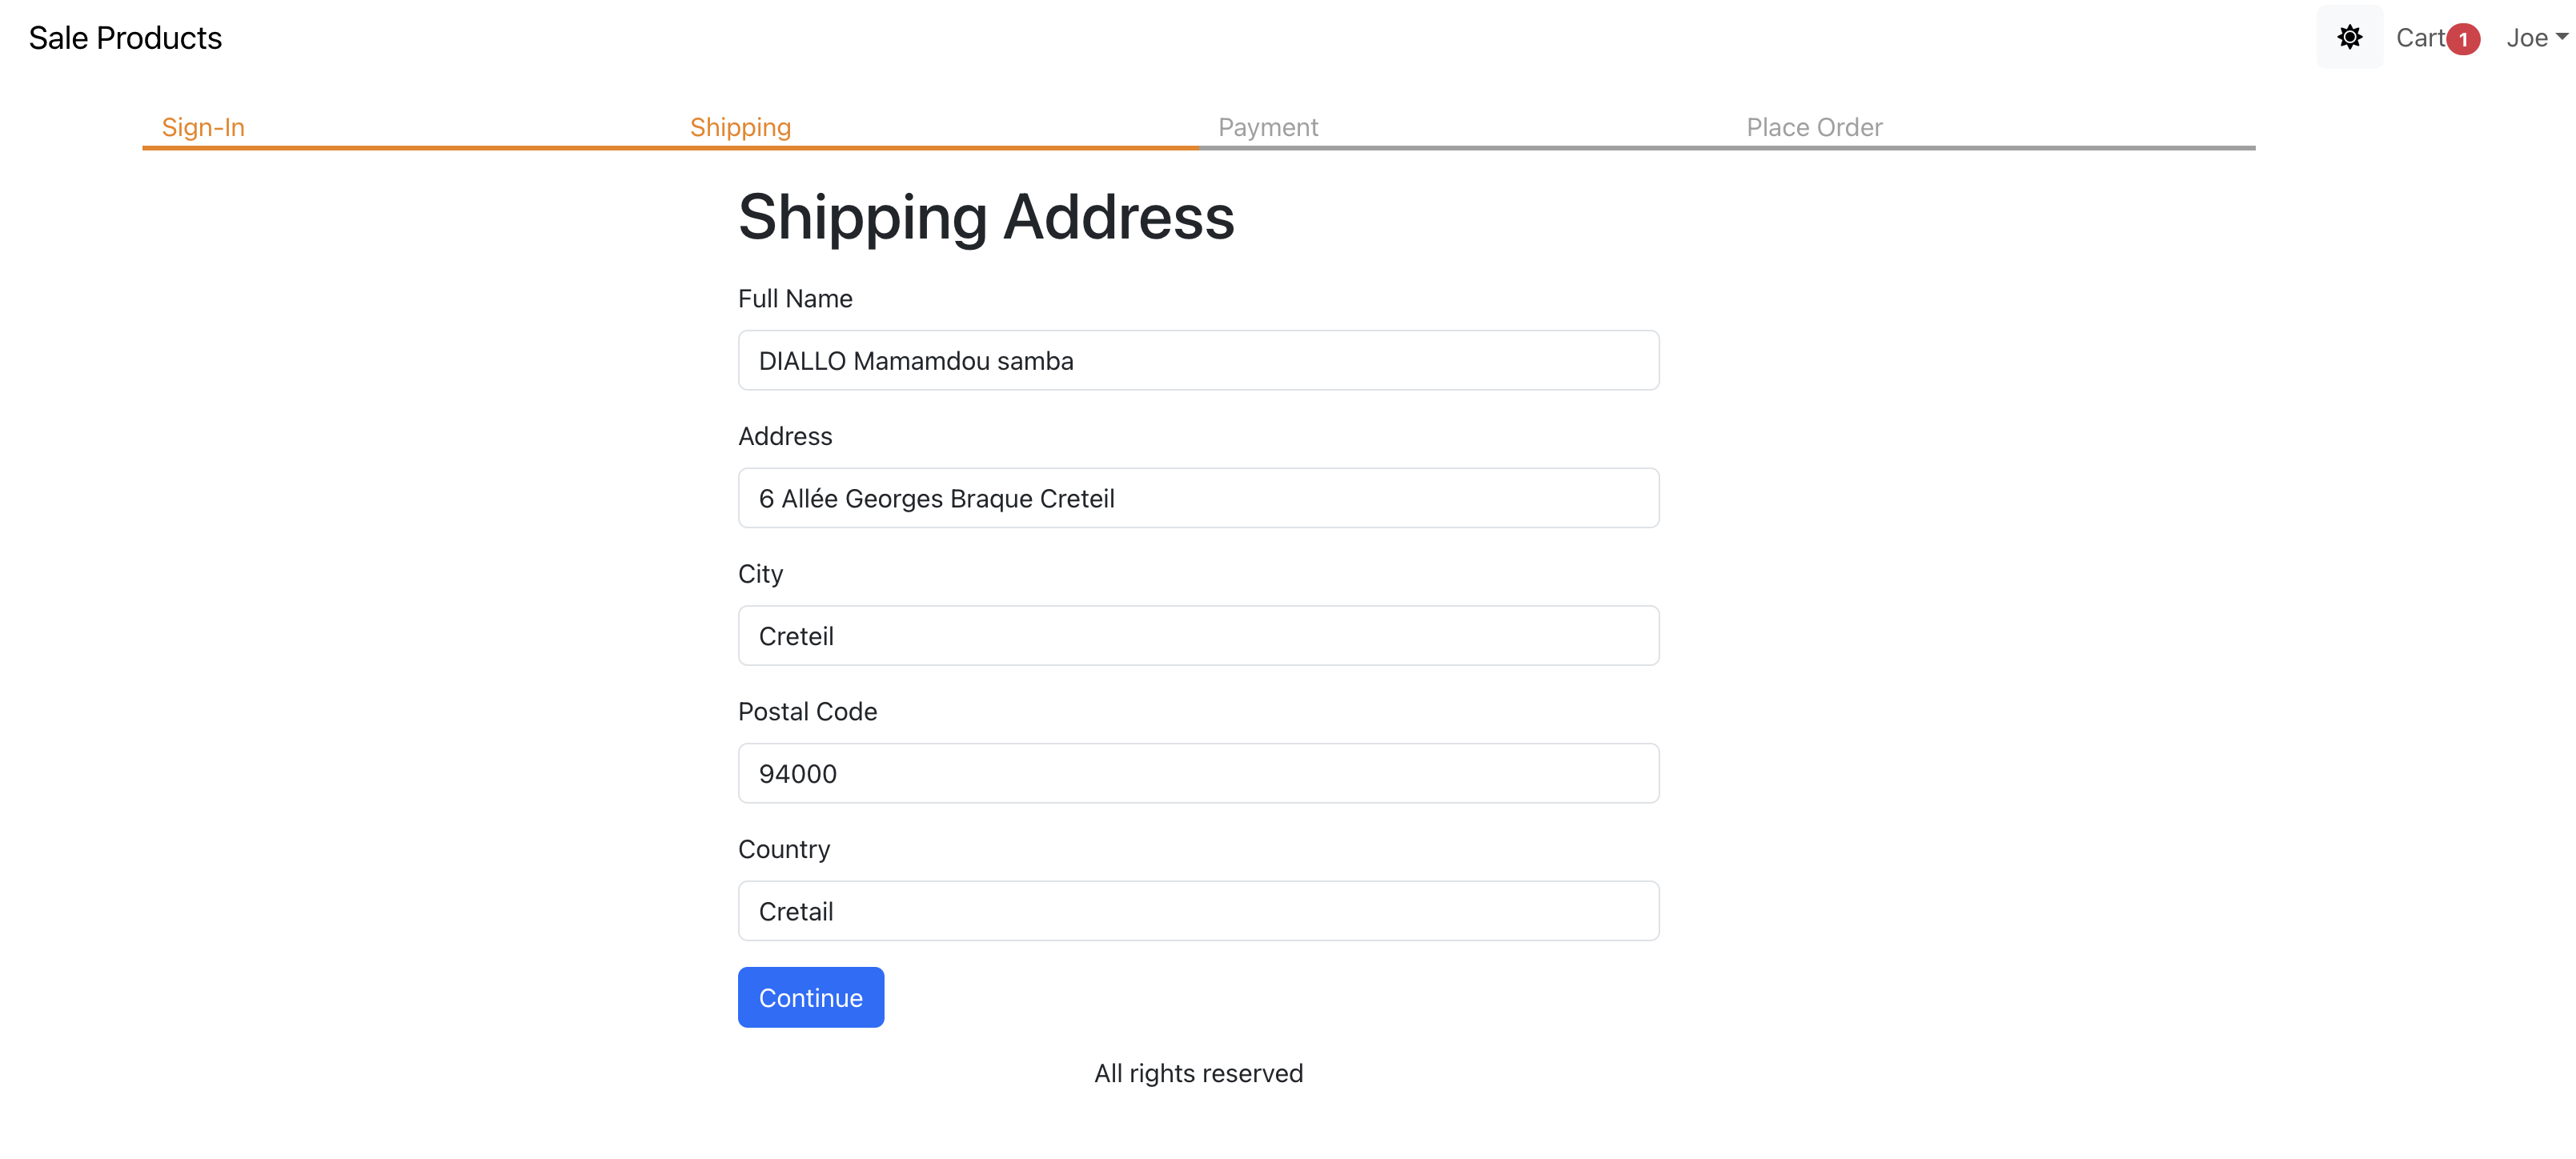 Sale Products
Cart 1 Joe
Sign-In Shipping Payment Place Order
Shipping Address
Full Name
DIALLO Mamamdou samba
Address
6 Allée Georges Braque Creteil
City
Creteil
Postal Code
94000
Country
Cretail
Continue
All rights reserved